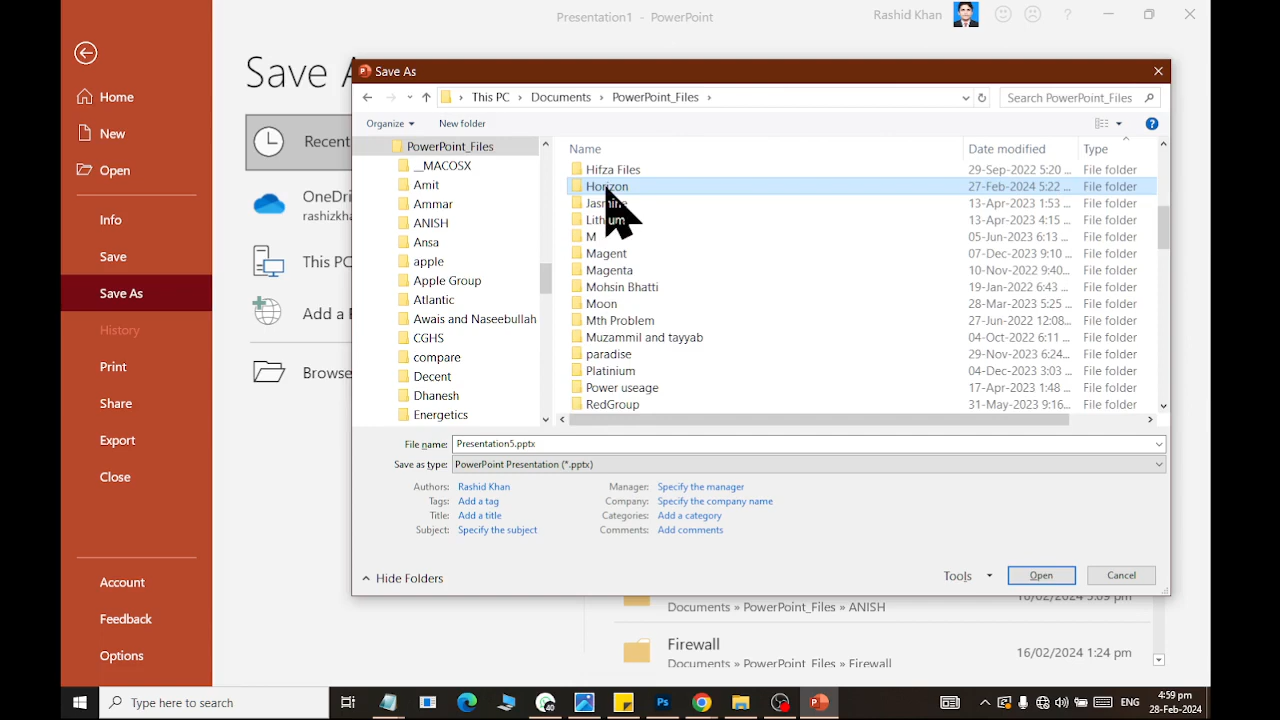 Presentation1 - PowerPoint
Rashid Khan
?
Home
New
Open
Info
Save
Save As
History
Print
Share
Export
Close
Account
Feedback
Options
Save A
Recent
OneDri
rashizkha
This PC
Add a P
Browse
Save As
This PC > Documents > PowerPoint_Files >
Search PowerPoint_Files
Organize
New folder
PowerPoint_Files
__MACOSX
Amit
Ammar
ANISH
Ansa
apple
Apple Group
Atlantic
Awais and Naseebullah
CGHS
compare
Decent
Dhanesh
Energetics
Name Date modified Type
Hifza Files 29-Sep-2022 5:20 ... File folder
Horizon 27-Feb-2024 5:22 ... File folder
Jasmine 13-Apr-2023 1:53 ... File folder
Lithium 13-Apr-2023 4:15 ... File folder
M 05-Jun-2023 6:13 ... File folder
Magent 07-Dec-2023 9:10 ... File folder
Magenta 10-Nov-2022 9:40... File folder
Mohsin Bhatti 19-Jan-2022 6:43 ... File folder
Moon 28-Mar-2023 5:25 ... File folder
Mth Problem 27-Jun-2022 12:08... File folder
Muzammil and tayyab 04-Oct-2022 6:11 ... File folder
paradise 29-Nov-2023 6:24... File folder
Platinium 04-Dec-2023 3:03 ... File folder
Power useage 17-Apr-2023 1:48 ... File folder
RedGroup 31-May-2023 9:16... File folder
File name: Presentation5.pptx
Save as type: PowerPoint Presentation (*.pptx)
Authors: Rashid Khan Manager: Specify the manager
Tags: Add a tag Company: Specify the company name
Title: Add a title Categories: Add a category
Subject: Specify the subject Comments: Add comments
Hide Folders
Tools
Open
Cancel
Documents » PowerPoint_Files » ANISH
16/02/2024 5:09 pm
Firewall
Documents » PowerPoint_Files » Firewall
16/02/2024 1:24 pm
Type here to search
Ps
ENG
4:59 pm
28-Feb-2024